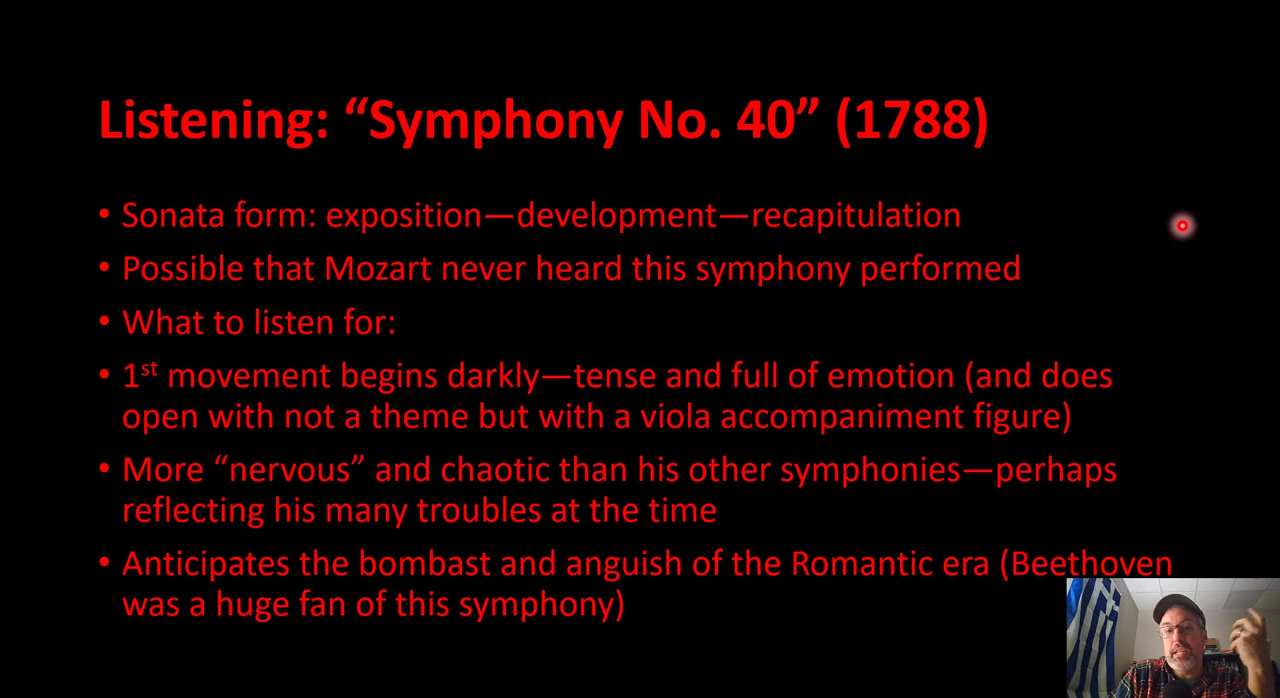 Listening: “Symphony No. 40” (1788)
• Sonata form: exposition—development—recapitulation
• Possible that Mozart never heard this symphony performed
• What to listen for:
• 1st movement begins darkly—tense and full of emotion (and does
open with not a theme but with a viola accompaniment figure)
• More “nervous” and chaotic than his other symphonies—perhaps
reflecting his many troubles at the time
• Anticipates the bombast and anguish of the Romantic era (Beethoven
was a huge fan of this symphony)